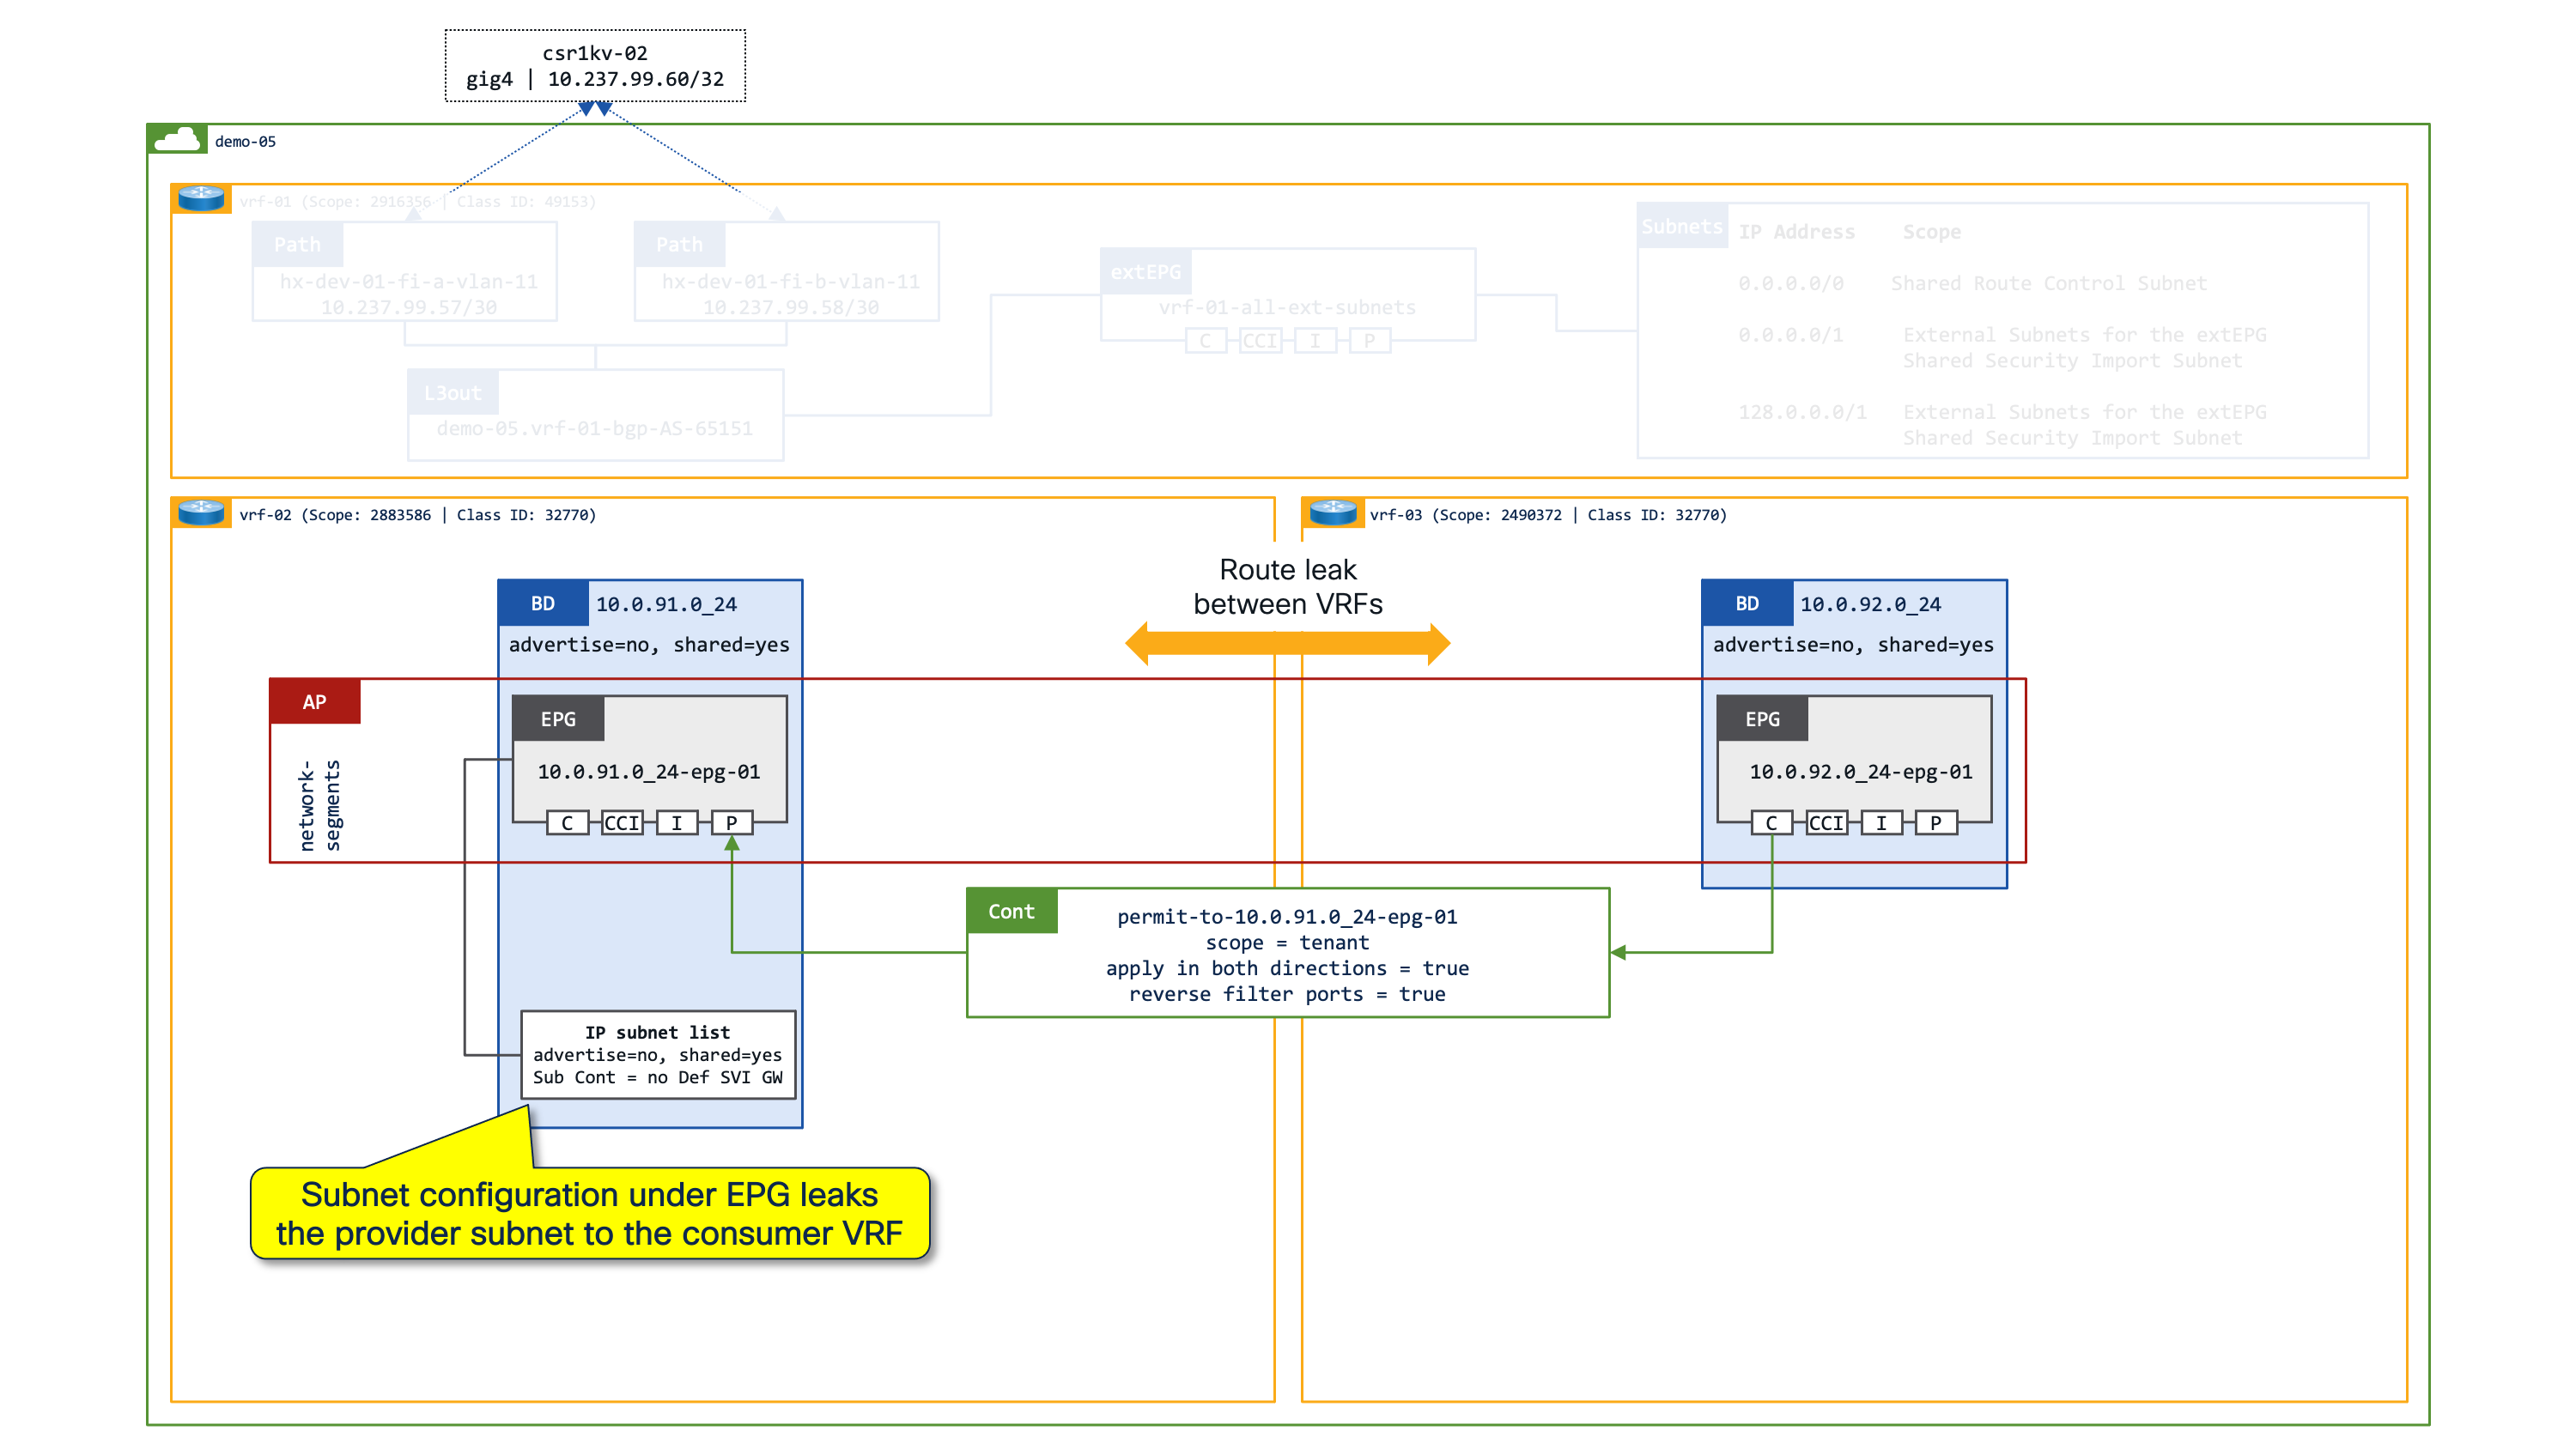 csr1kv-02
gig4 | 10.237.99.60/32
demo-05
vrf-01 (Scope: 2916356 | Class ID: 49153)
Path
hx-dev-01-fi-a-vlan-11
10.237.99.57/30
Path
hx-dev-01-fi-b-vlan-11
10.237.99.58/30
L3out
demo-05.vrf-01-bgp-AS-65151
extEPG
vrf-01-all-ext-subnets
C CCI I P
Subnets
IP Address Scope
0.0.0.0/0 Shared Route Control Subnet
0.0.0.0/1 External Subnets for the extEPG
Shared Security Import Subnet
128.0.0.0/1 External Subnets for the extEPG
Shared Security Import Subnet
vrf-02 (Scope: 2883586 | Class ID: 32770)
vrf-03 (Scope: 2490372 | Class ID: 32770)
Route leak
between VRFs
BD 10.0.91.0_24
advertise=no, shared=yes
BD 10.0.92.0_24
advertise=no, shared=yes
AP
network-
segments
EPG
10.0.91.0_24-epg-01
C CCI I P
EPG
10.0.92.0_24-epg-01
C CCI I P
Cont
permit-to-10.0.91.0_24-epg-01
scope = tenant
apply in both directions = true
reverse filter ports = true
IP subnet list
advertise=no, shared=yes
Sub Cont = no Def SVI GW
Subnet configuration under EPG leaks
the provider subnet to the consumer VRF